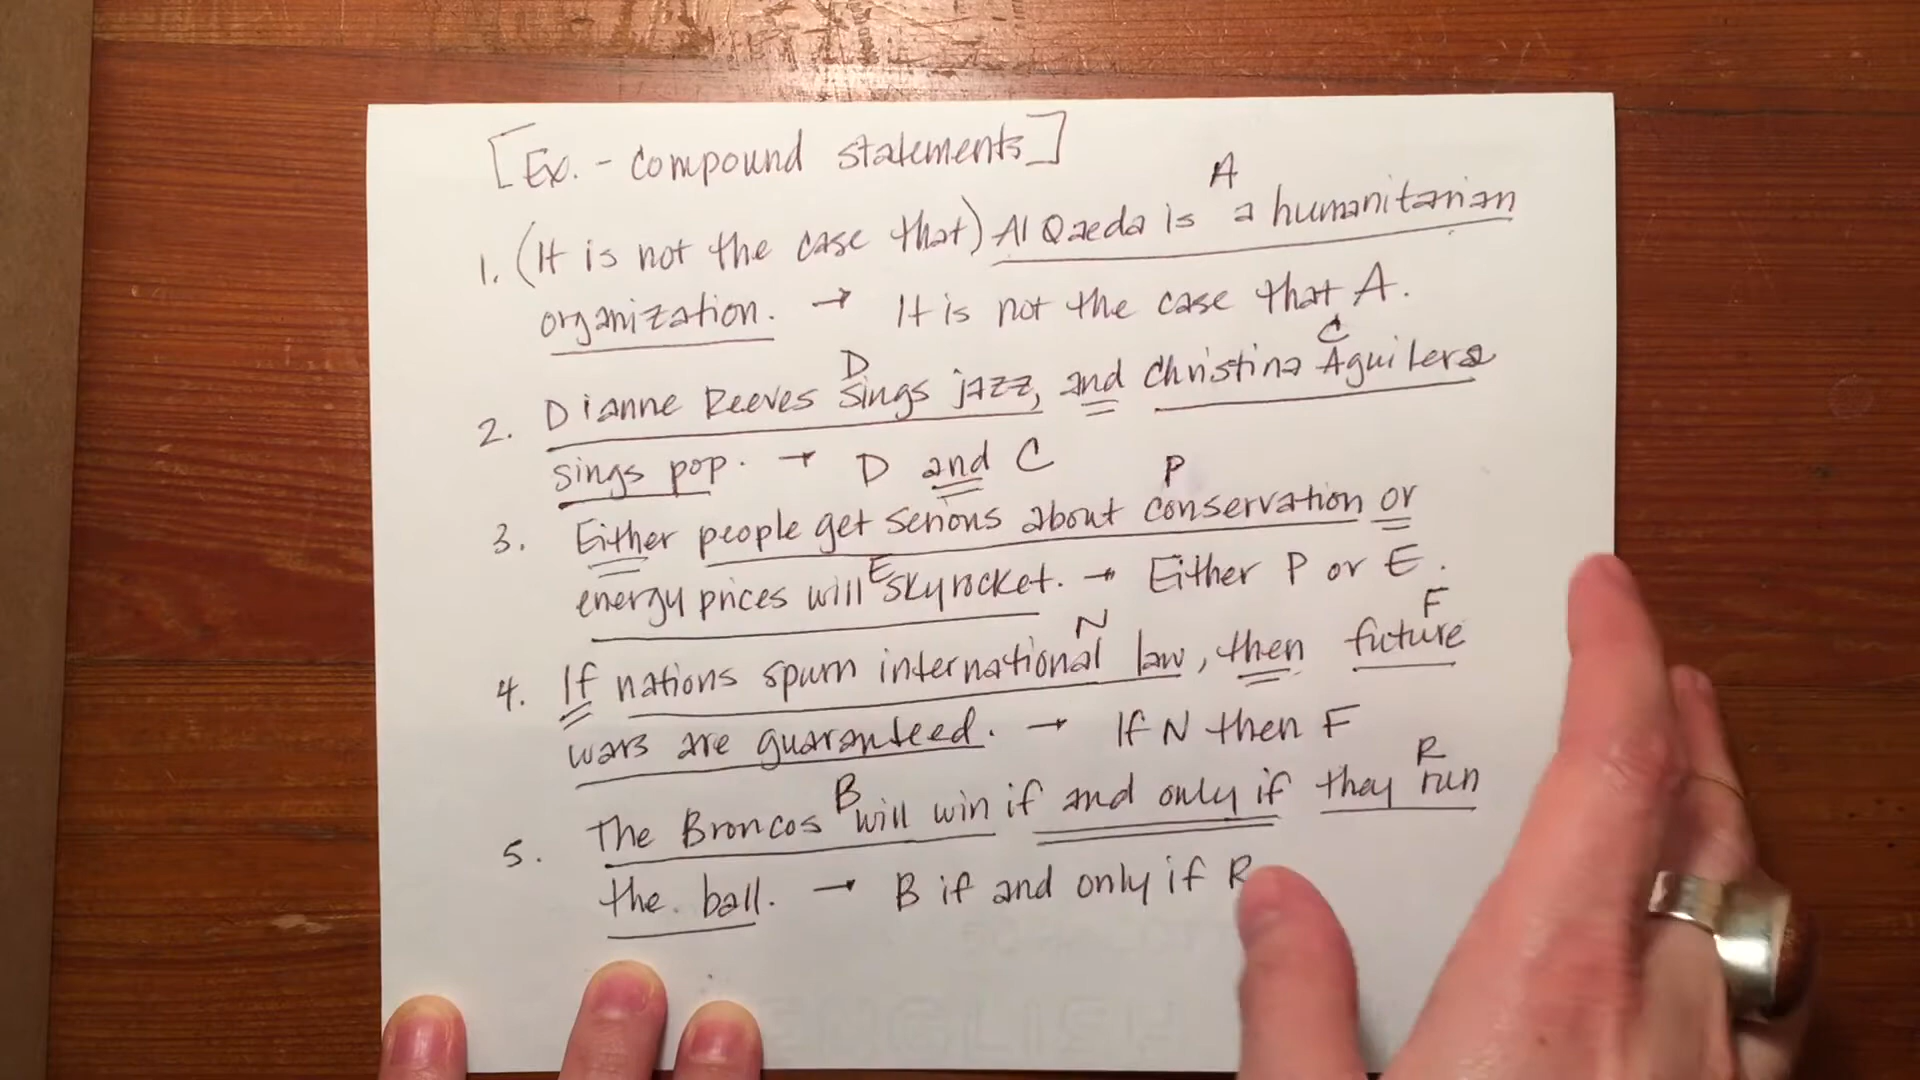 [Ex. - compound statements]
A
1. (It is not the case that) Al Qaeda is a humanitarian
organization. → It is not the case that A.
D C
2. Dianne Reeves sings jazz, and Christina Aguilera
sings pop. → D and C
P
3. Either people get serious about conservation or
E
energy prices will skyrocket. → Either P or E.
N F
4. If nations spurn international law, then future
wars are guaranteed. → If N then F
B R
5. The Broncos will win if and only if they run
the ball. → B if and only if R